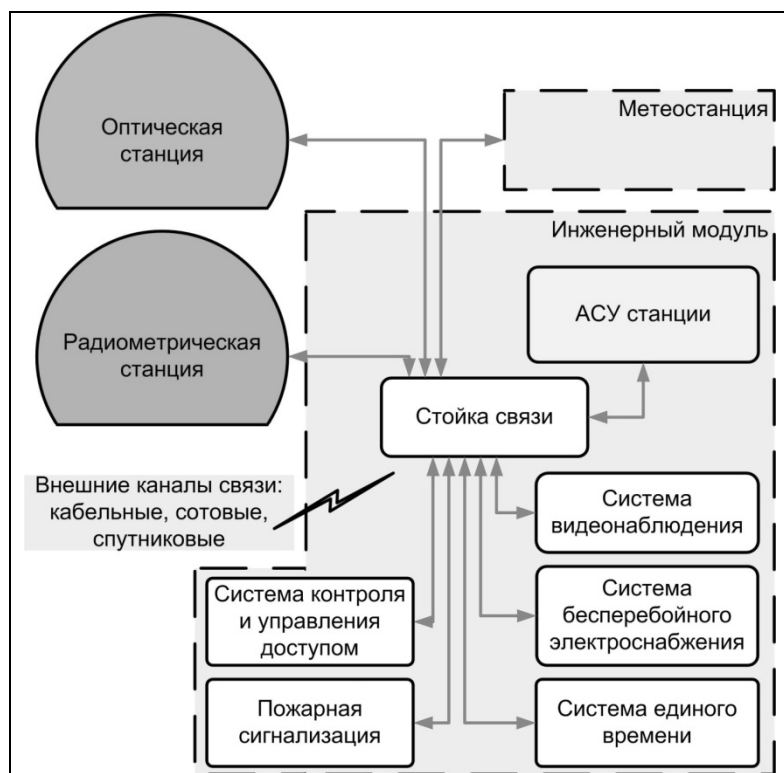 Оптическая
станция
Метеостанция
Инженерный модуль
АСУ станции
Радиометрическая
станция
Стойка связи
Внешние каналы связи:
кабельные, сотовые,
спутниковые
Система
видеонаблюдения
Система контроля
и управления
доступом
Система
бесперебойного
электроснабжения
Пожарная
сигнализация
Система единого
времени